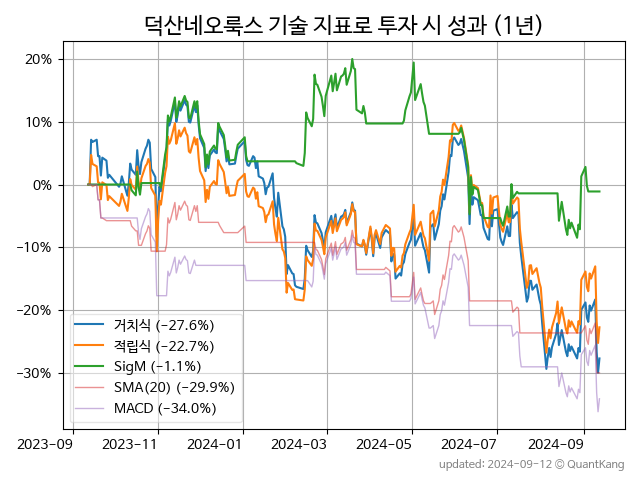 덕산네오룩스 기술 지표로 투자 시 성과 (1년)
20%
10%
0%
−10%
−20%
−30%
거치식 (−27.6%)
적립식 (−22.7%)
SigM (−1.1%)
SMA(20) (−29.9%)
MACD (−34.0%)
2023-09 2023-11 2024-01 2024-03 2024-05 2024-07 2024-09
updated: 2024-09-12 © QuantKang